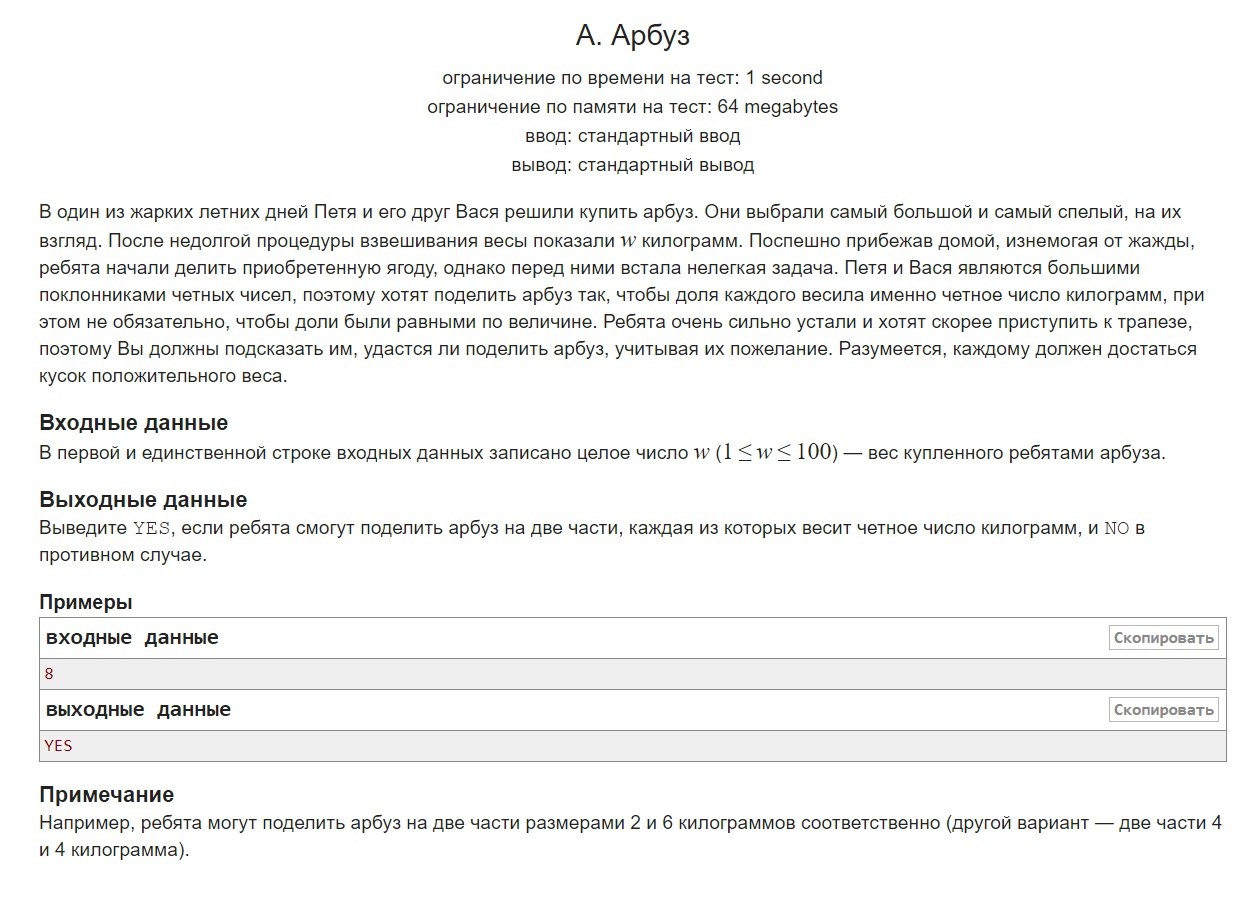 А. Арбуз
ограничение по времени на тест: 1 second
ограничение по памяти на тест: 64 megabytes
ввод: стандартный ввод
вывод: стандартный вывод
В один из жарких летних дней Петя и его друг Вася решили купить арбуз. Они выбрали самый большой и самый спелый, на их
взгляд. После недолгой процедуры взвешивания весы показали w килограмм. Поспешно прибежав домой, изнемогая от жажды,
ребята начали делить приобретенную ягоду, однако перед ними встала нелегкая задача. Петя и Вася являются большими
поклонниками четных чисел, поэтому хотят поделить арбуз так, чтобы доля каждого весила именно четное число килограмм, при
этом не обязательно, чтобы доли были равными по величине. Ребята очень сильно устали и хотят скорее приступить к трапезе,
поэтому Вы должны подсказать им, удастся ли поделить арбуз, учитывая их пожелание. Разумеется, каждому должен достаться
кусок положительного веса.
Входные данные
В первой и единственной строке входных данных записано целое число w (1 ≤ w ≤ 100) — вес купленного ребятами арбуза.
Выходные данные
Выведите YES, если ребята смогут поделить арбуз на две части, каждая из которых весит четное число килограмм, и NO в
противном случае.
Примеры
входные данные Скопировать
8
выходные данные Скопировать
YES
Примечание
Например, ребята могут поделить арбуз на две части размерами 2 и 6 килограммов соответственно (другой вариант — две части 4
и 4 килограмма).